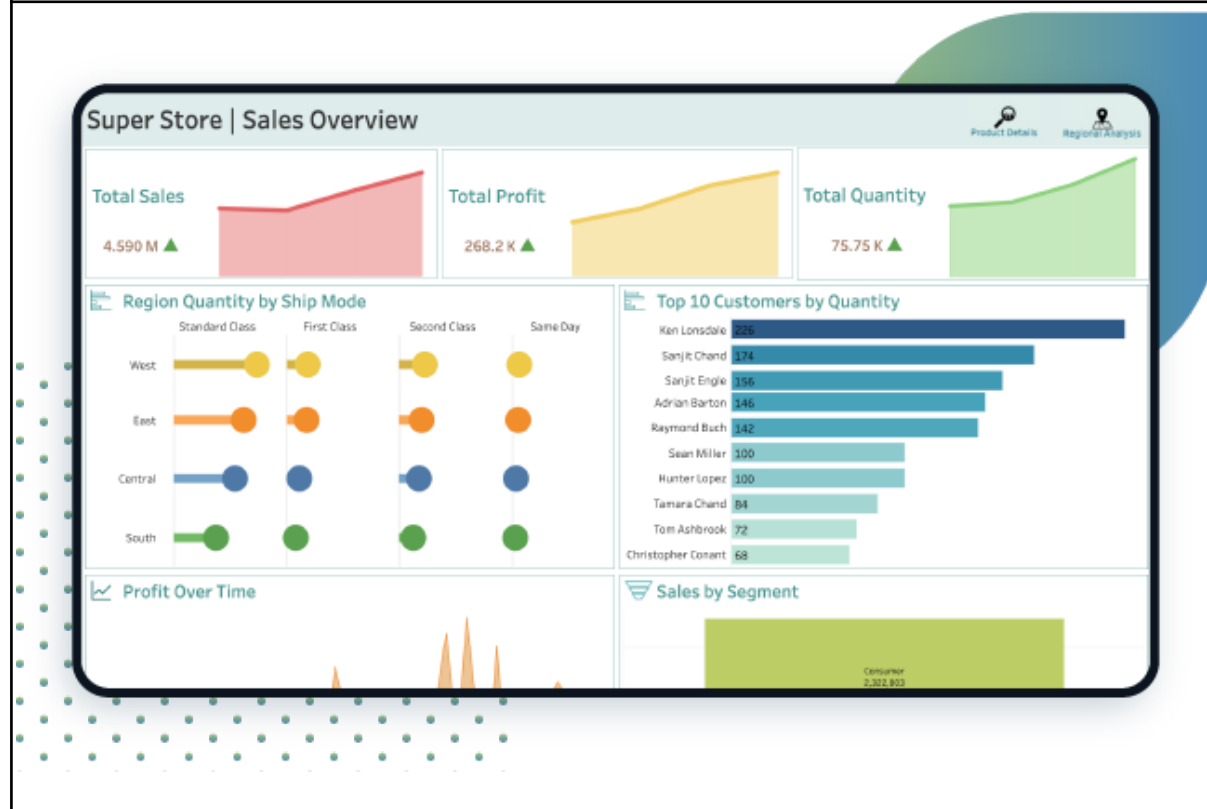 Super Store | Sales Overview
Product Details
Regional Analysis
Total Sales
4.590 M
Total Profit
268.2 K
Total Quantity
75.75 K
Region Quantity by Ship Mode
Standard Class First Class Second Class Same Day
West
East
Central
South
Top 10 Customers by Quantity
Ken Lonsdale 226
Sanjit Chand 174
Sanjit Engle 156
Adrian Barton 146
Raymond Buch 142
Sean Miller 100
Hunter Lopez 100
Tamara Chand 84
Tom Ashbrook 72
Christopher Conant 68
Profit Over Time
Sales by Segment
Consumer
2,322,803